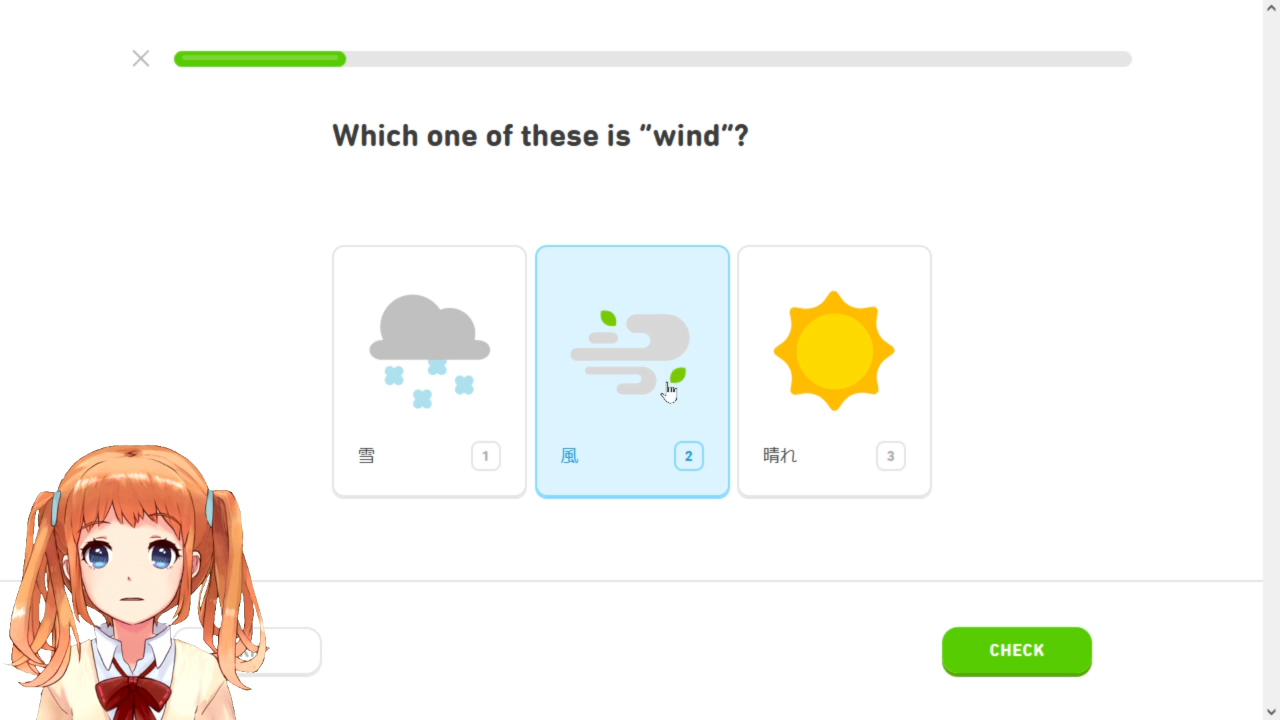 Which one of these is “wind”?
雪 1
風 2
晴れ 3
CHECK